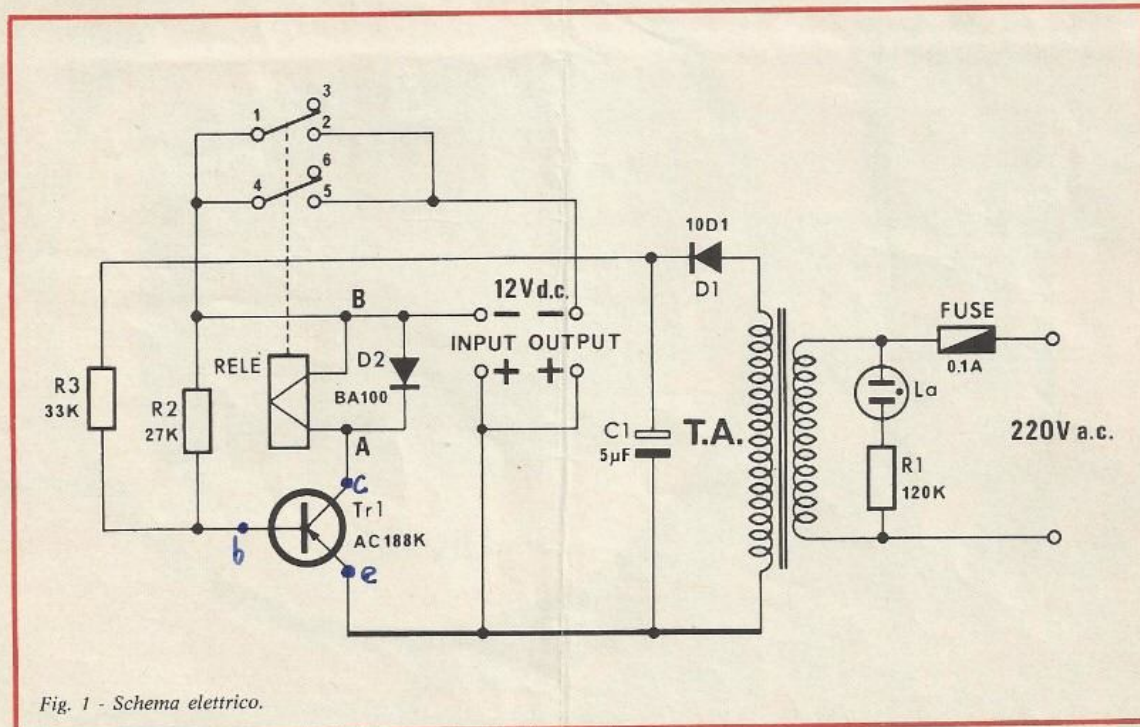 3
1
2
6
4
5
10D1
D1
B
12V d.c.
INPUT OUTPUT
- -
+ +
FUSE
0.1A
RELE
D2
BA100
R3
33K
R2
27K
A
C1
5µF
T.A.
La
R1
120K
220V a.c.
c
Tr1
AC188K
b
e
Fig. 1 - Schema elettrico.